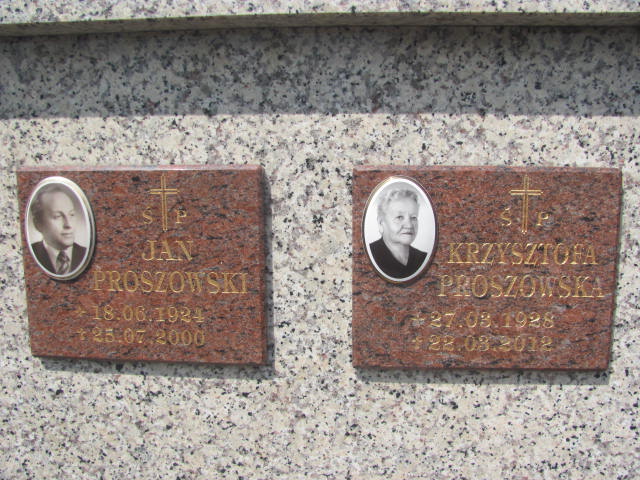 Ś P
JAN
PROSZOWSKI
* 18.06.1924
+ 25.07.2000
Ś P
KRZYSZTOFA
PROSZOWSKA
* 27.03.1928
+ 22.03.2012